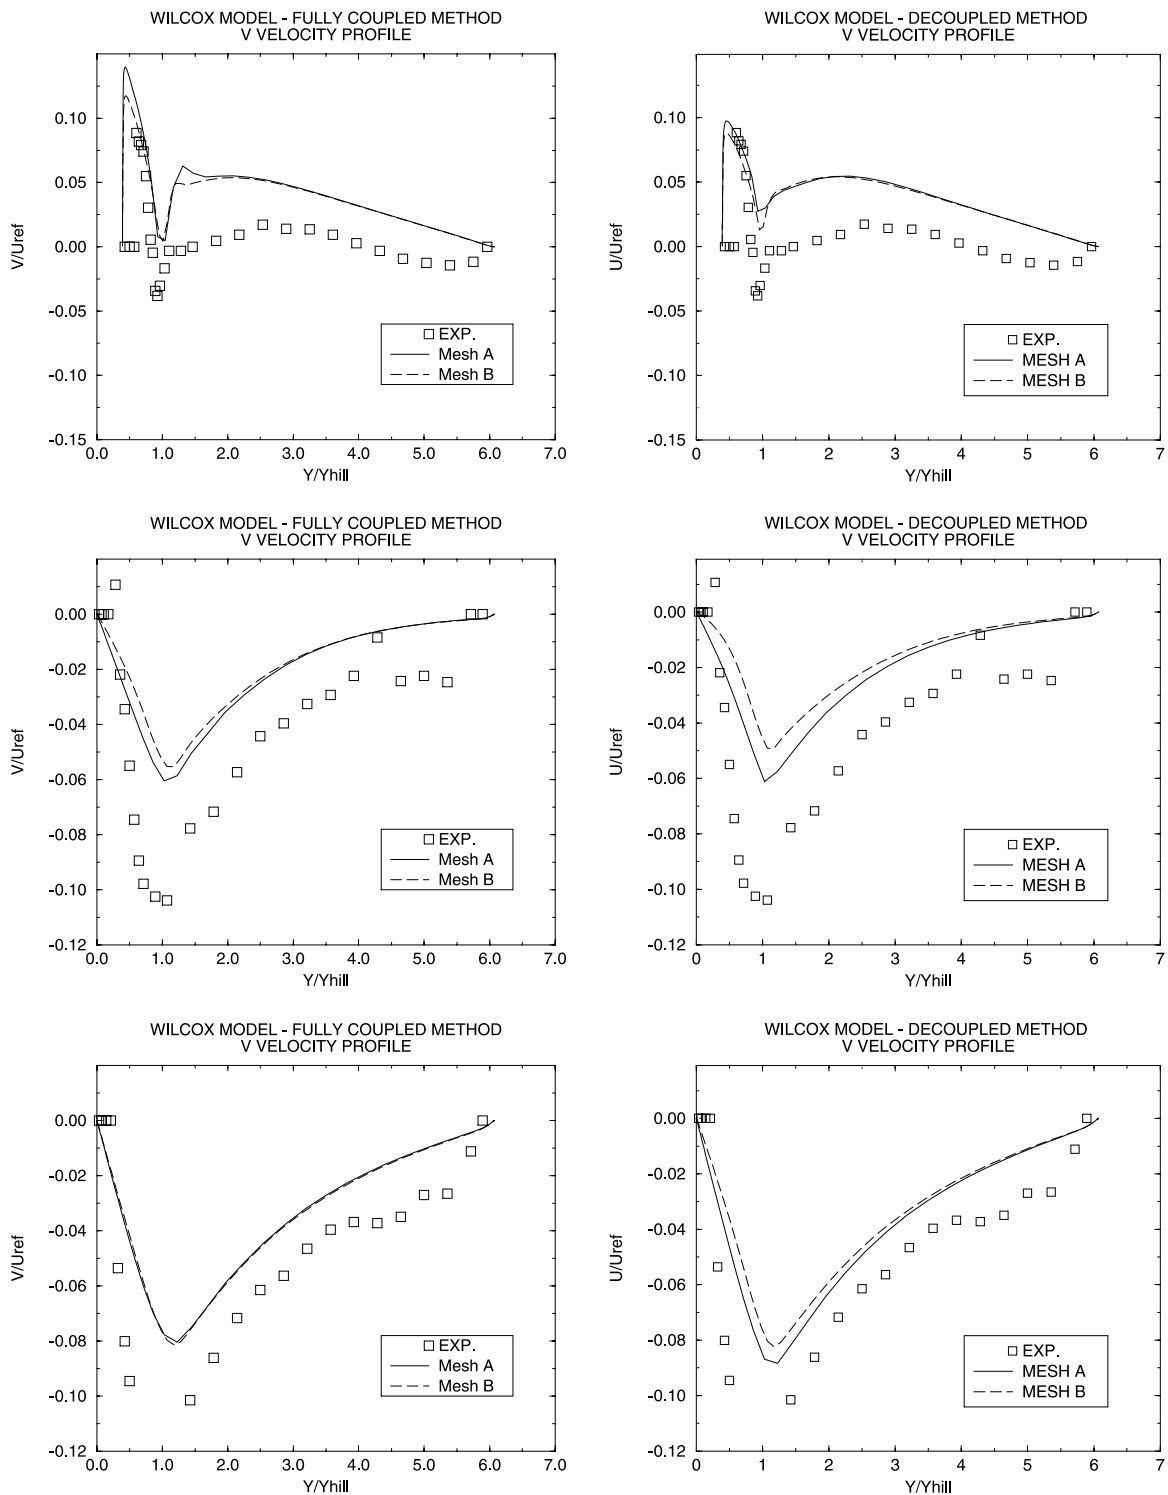 WILCOX MODEL - FULLY COUPLED METHOD
V VELOCITY PROFILE
0.10
0.05
0.00
-0.05
-0.10
-0.15
V/Uref
EXP.
Mesh A
Mesh B
0.0 1.0 2.0 3.0 4.0 5.0 6.0 7.0
Y/Yhill
WILCOX MODEL - DECOUPLED METHOD
V VELOCITY PROFILE
0.10
0.05
0.00
-0.05
-0.10
-0.15
U/Uref
EXP.
MESH A
MESH B
0 1 2 3 4 5 6 7
Y/Yhill
WILCOX MODEL - FULLY COUPLED METHOD
V VELOCITY PROFILE
0.00
-0.02
-0.04
-0.06
-0.08
-0.10
-0.12
V/Uref
EXP.
Mesh A
Mesh B
0.0 1.0 2.0 3.0 4.0 5.0 6.0 7.0
Y/Yhill
WILCOX MODEL - DECOUPLED METHOD
V VELOCITY PROFILE
0.00
-0.02
-0.04
-0.06
-0.08
-0.10
-0.12
U/Uref
EXP.
MESH A
MESH B
0 1 2 3 4 5 6 7
Y/Yhill
WILCOX MODEL - FULLY COUPLED METHOD
V VELOCITY PROFILE
0.00
-0.02
-0.04
-0.06
-0.08
-0.10
-0.12
V/Uref
EXP.
Mesh A
Mesh B
0.0 1.0 2.0 3.0 4.0 5.0 6.0 7.0
Y/Yhill
WILCOX MODEL - DECOUPLED METHOD
V VELOCITY PROFILE
0.00
-0.02
-0.04
-0.06
-0.08
-0.10
-0.12
U/Uref
EXP.
MESH A
MESH B
0 1 2 3 4 5 6 7
Y/Yhill